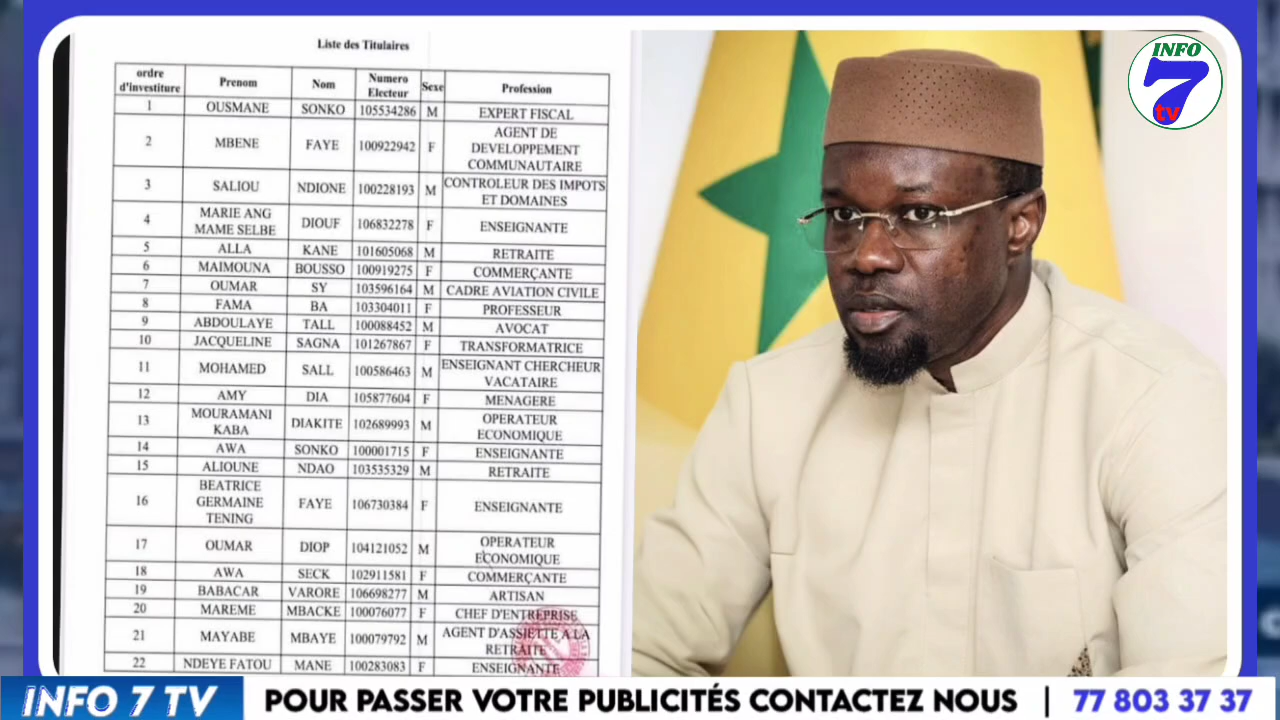 Liste des Titulaires
ordre d'investiture Prenom Nom Numero Electeur Sexe Profession
1 OUSMANE SONKO 105534286 M EXPERT FISCAL
2 MBENE FAYE 100922942 F AGENT DE DEVELOPPEMENT COMMUNAUTAIRE
3 SALIOU NDIONE 100228193 M CONTROLEUR DES IMPOTS ET DOMAINES
4 MARIE ANG MAME SELBE DIOUF 106832278 F ENSEIGNANTE
5 ALLA KANE 101605068 M RETRAITE
6 MAIMOUNA BOUSSO 100919275 F COMMERÇANTE
7 OUMAR SY 103596164 M CADRE AVIATION CIVILE
8 FAMA BA 103304011 F PROFESSEUR
9 ABDOULAYE TALL 100088452 M AVOCAT
10 JACQUELINE SAGNA 101267867 F TRANSFORMATRICE
11 MOHAMED SALL 100586463 M ENSEIGNANT CHERCHEUR VACATAIRE
12 AMY DIA 105877604 F MENAGERE
13 MOURAMANI KABA DIAKITE 102689993 M OPERATEUR ECONOMIQUE
14 AWA SONKO 100001715 F ENSEIGNANTE
15 ALIOUNE NDAO 103535329 M RETRAITE
16 BEATRICE GERMAINE TENING FAYE 106730384 F ENSEIGNANTE
17 OUMAR DIOP 104121052 M OPERATEUR ECONOMIQUE
18 AWA SECK 102911581 F COMMERÇANTE
19 BABACAR VARORE 106698277 M ARTISAN
20 MAREME MBACKE 100076077 F CHEF D'ENTREPRISE
21 MAYABE MBAYE 100079792 M AGENT D'ASSIETTE A LA RETRAITE
22 NDEYE FATOU MANE 100283083 F ENSEIGNANTE
INFO
7
tv
INFO 7 TV POUR PASSER VOTRE PUBLICITÉS CONTACTEZ NOUS | 77 803 37 37